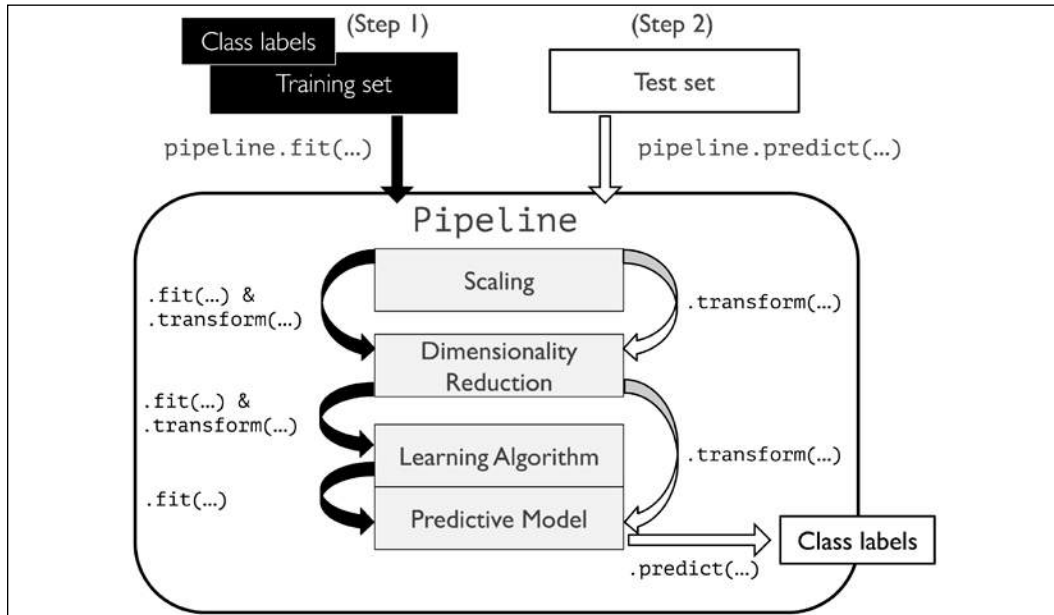 (Step 1)
(Step 2)
Class labels
Training set
Test set
pipeline.fit(…)
pipeline.predict(…)
Pipeline
Scaling
.fit(…) &
.transform(…)
.transform(…)
Dimensionality
Reduction
.fit(…) &
.transform(…)
Learning Algorithm
.transform(…)
.fit(…)
Predictive Model
.predict(…)
Class labels